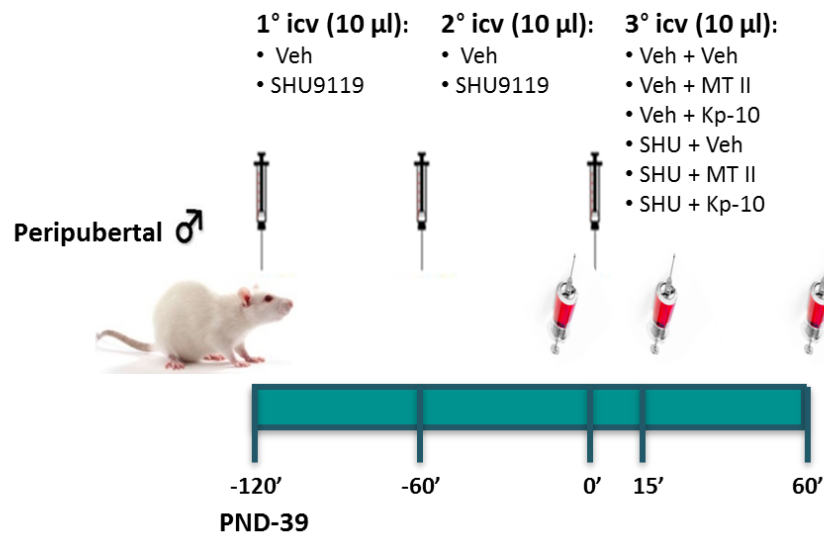 1° icv (10 µl):
• Veh
• SHU9119
2° icv (10 µl):
• Veh
• SHU9119
3° icv (10 µl):
• Veh + Veh
• Veh + MT II
• Veh + Kp-10
• SHU + Veh
• SHU + MT II
• SHU + Kp-10
Peripubertal ♂
-120’ -60’ 0’ 15’ 60’
PND-39